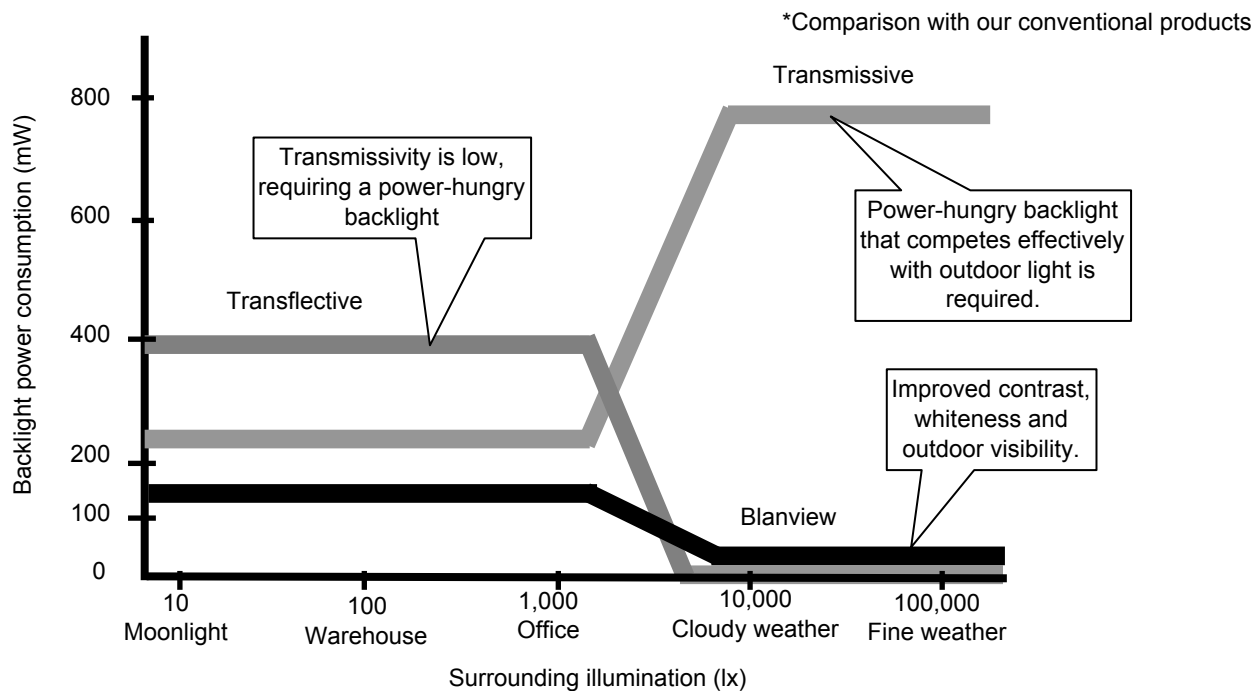 *Comparison with our conventional products
Transmissive
Backlight power consumption (mW)
800
600
400
200
100
0
Transmissivity is low,
requiring a power-hungry
backlight
Power-hungry backlight
that competes effectively
with outdoor light is
required.
Transflective
Improved contrast,
whiteness and
outdoor visibility.
Blanview
10
100
1,000
10,000
100,000
Moonlight
Warehouse
Office
Cloudy weather
Fine weather
Surrounding illumination (lx)